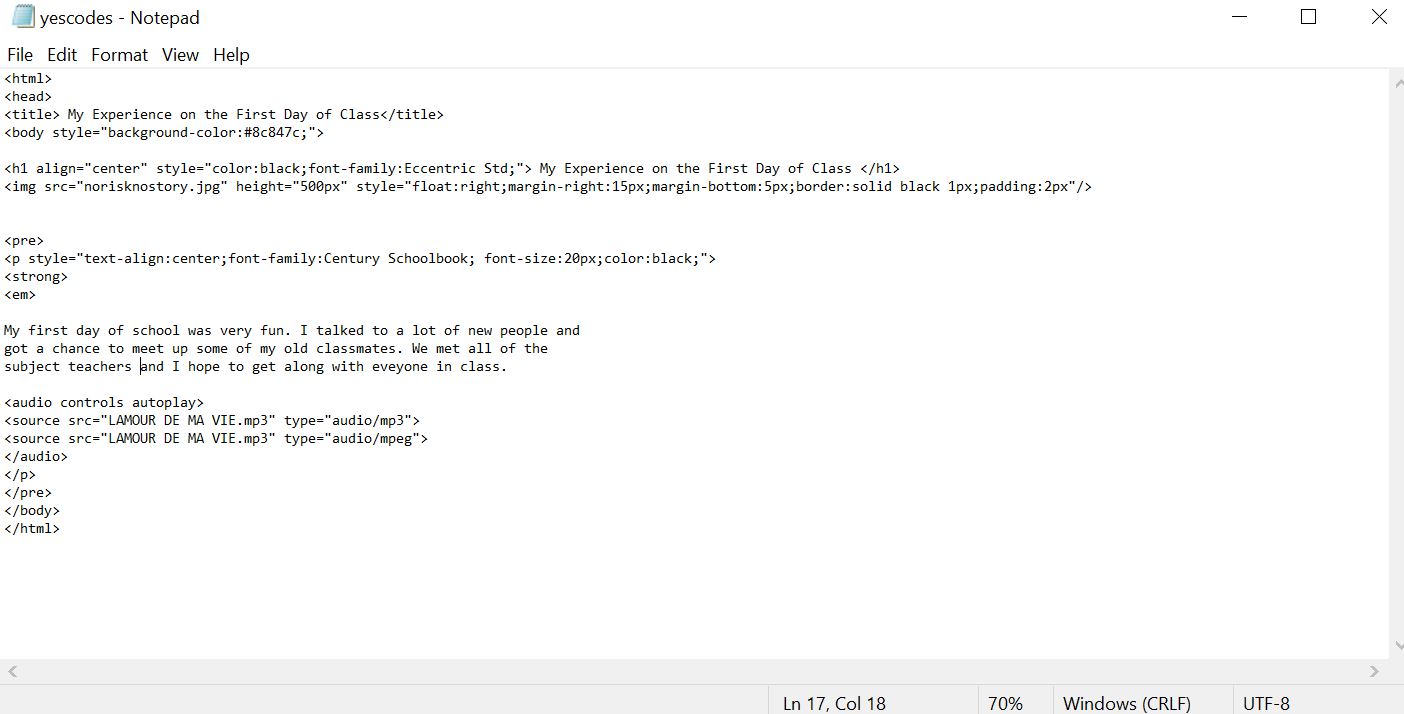 yescodes - Notepad
File Edit Format View Help
<html>
<head>
<title> My Experience on the First Day of Class</title>
<body style="background-color:#8c847c;">
<h1 align="center" style="color:black;font-family:Eccentric Std;"> My Experience on the First Day of Class </h1>
<img src="norisknostory.jpg" height="500px" style="float:right;margin-right:15px;margin-bottom:5px;border:solid black 1px;padding:2px"/>
<pre>
<p style="text-align:center;font-family:Century Schoolbook; font-size:20px;color:black;">
<strong>
<em>
My first day of school was very fun. I talked to a lot of new people and
got a chance to meet up some of my old classmates. We met all of the
subject teachers and I hope to get along with eveyone in class.
<audio controls autoplay>
<source src="LAMOUR DE MA VIE.mp3" type="audio/mp3">
<source src="LAMOUR DE MA VIE.mp3" type="audio/mpeg">
</audio>
</p>
</pre>
</body>
</html>
Ln 17, Col 18 70% Windows (CRLF) UTF-8